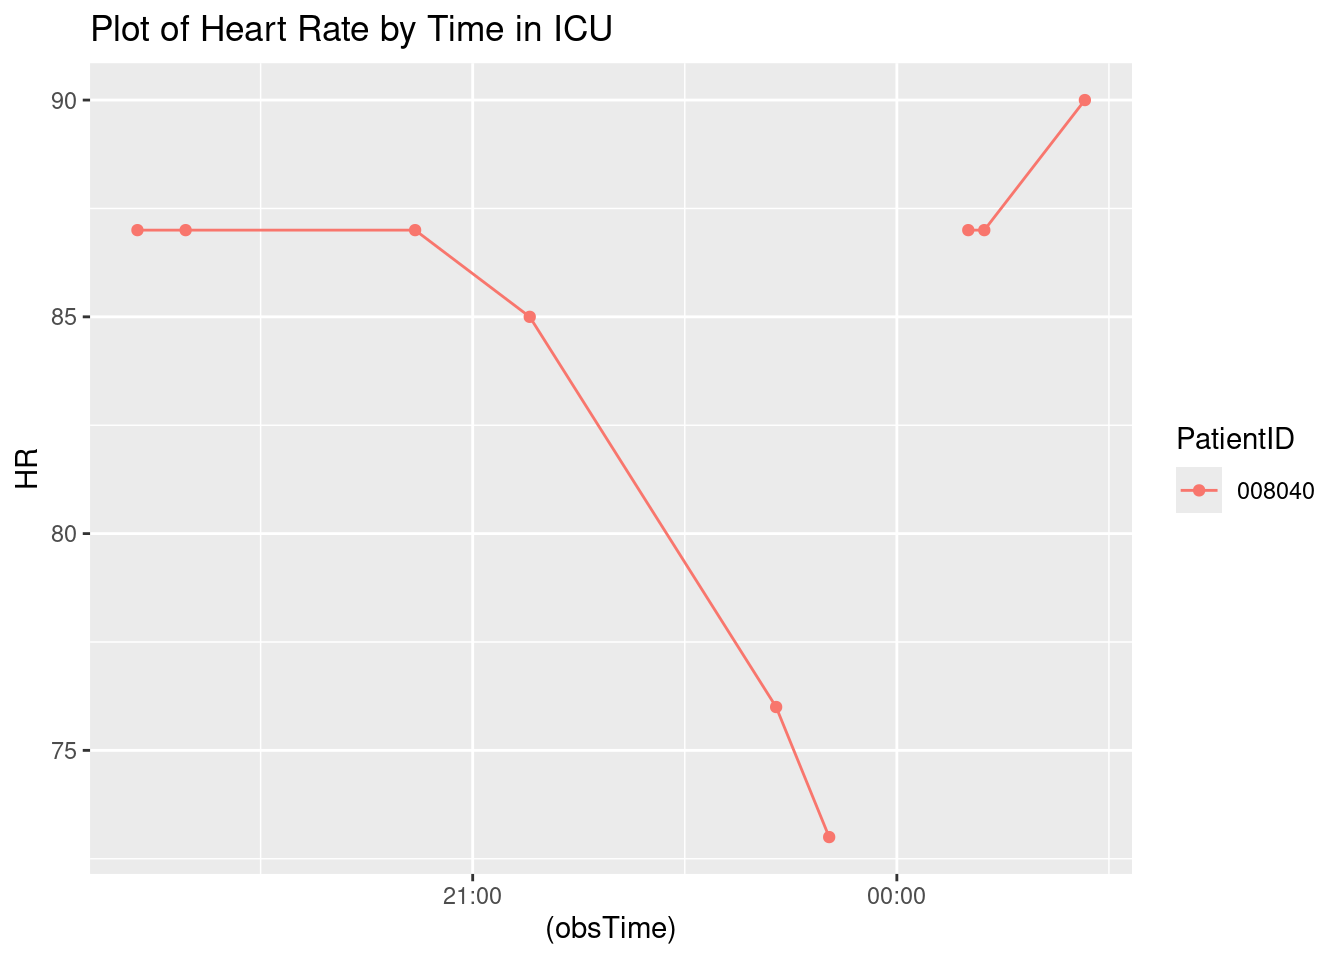 Plot of Heart Rate by Time in ICU
90
85
80
75
HR
21:00
00:00
(obsTime)
PatientID
008040